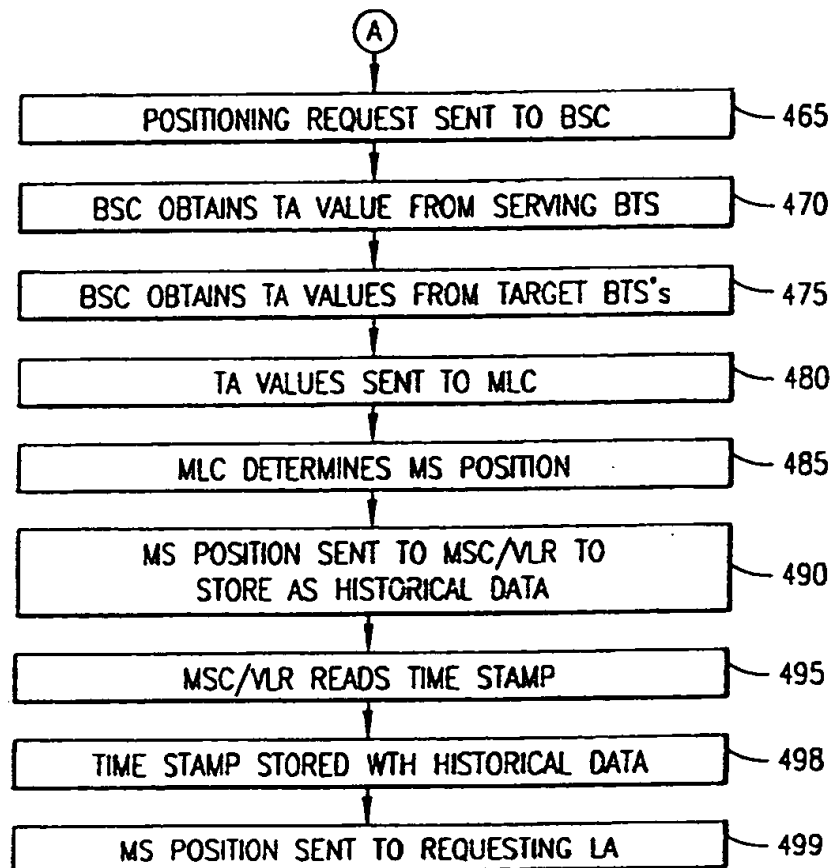 A
POSITIONING REQUEST SENT TO BSC 465
BSC OBTAINS TA VALUE FROM SERVING BTS 470
BSC OBTAINS TA VALUES FROM TARGET BTS's 475
TA VALUES SENT TO MLC 480
MLC DETERMINES MS POSITION 485
MS POSITION SENT TO MSC/VLR TO
STORE AS HISTORICAL DATA 490
MSC/VLR READS TIME STAMP 495
TIME STAMP STORED WTH HISTORICAL DATA 498
MS POSITION SENT TO REQUESTING LA 499